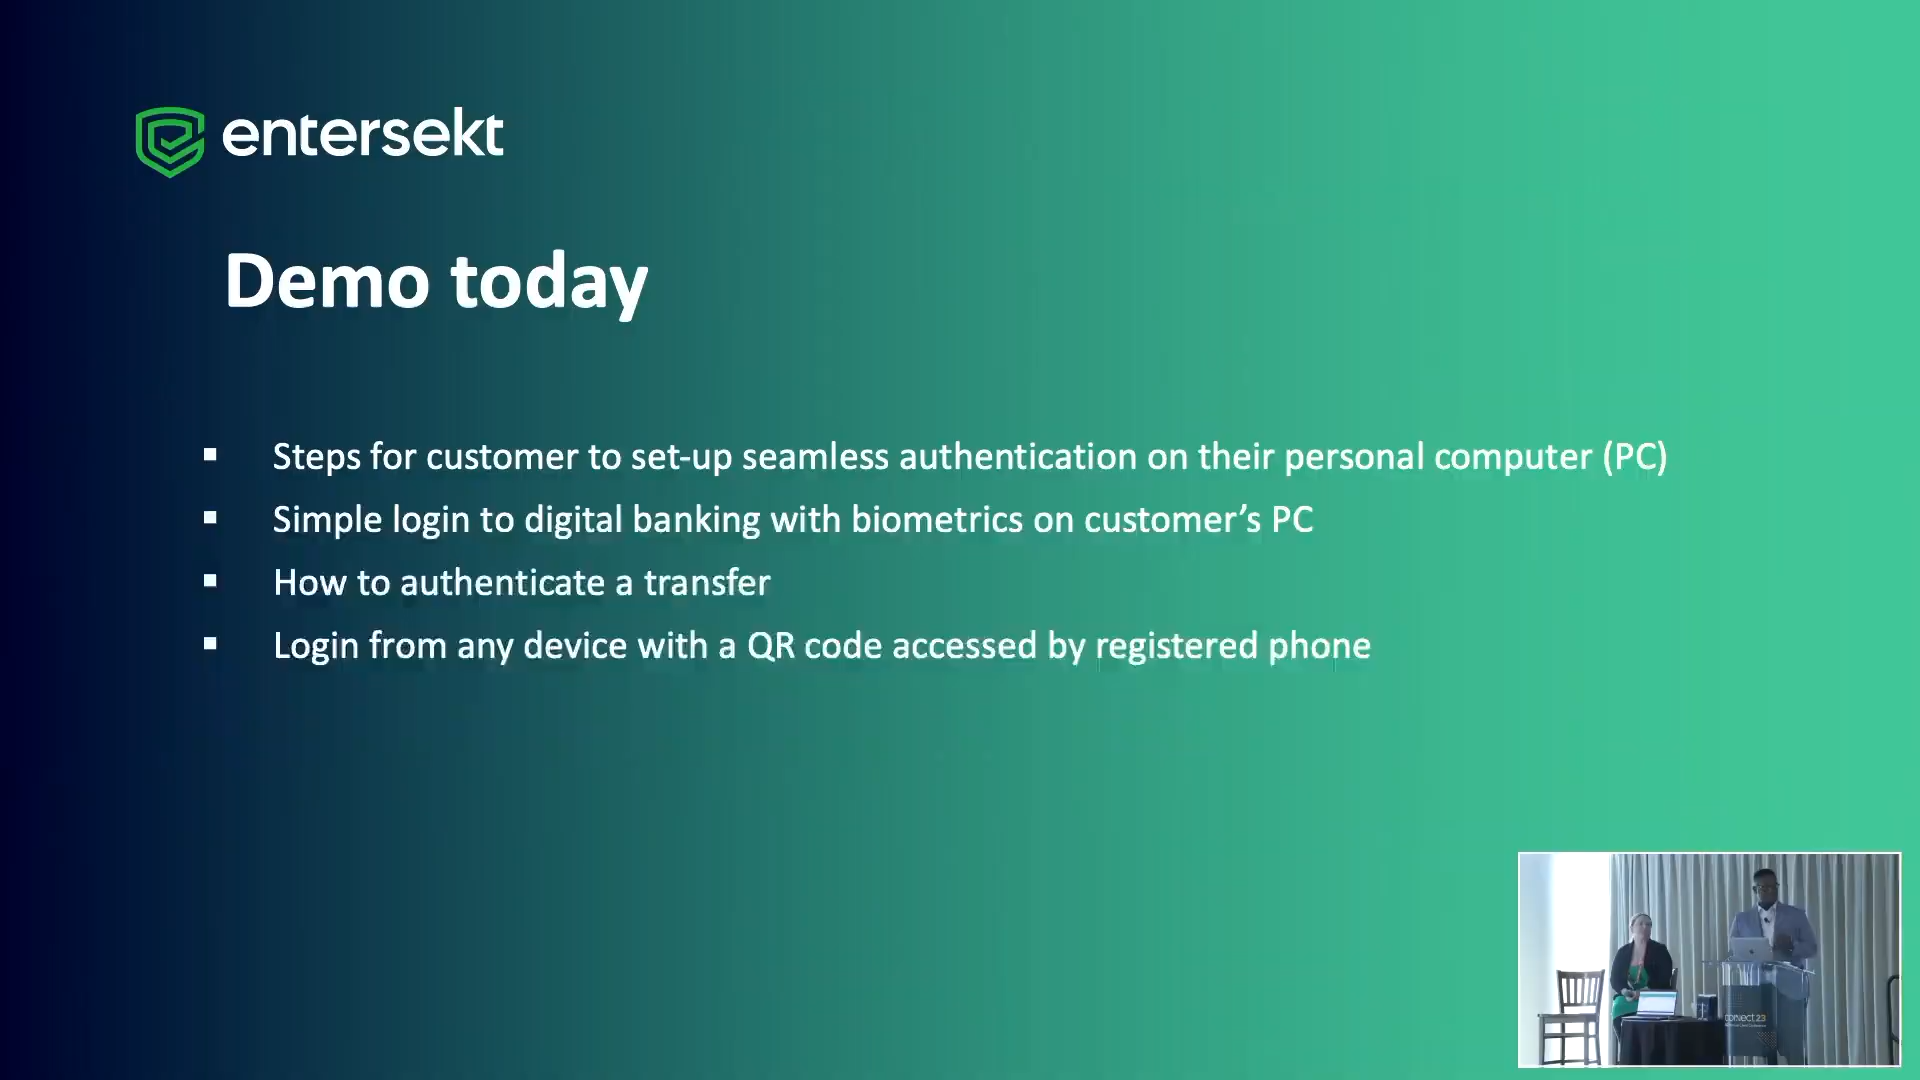 entersekt
Demo today
▪ Steps for customer to set-up seamless authentication on their personal computer (PC)
▪ Simple login to digital banking with biometrics on customer’s PC
▪ How to authenticate a transfer
▪ Login from any device with a QR code accessed by registered phone
connect 23